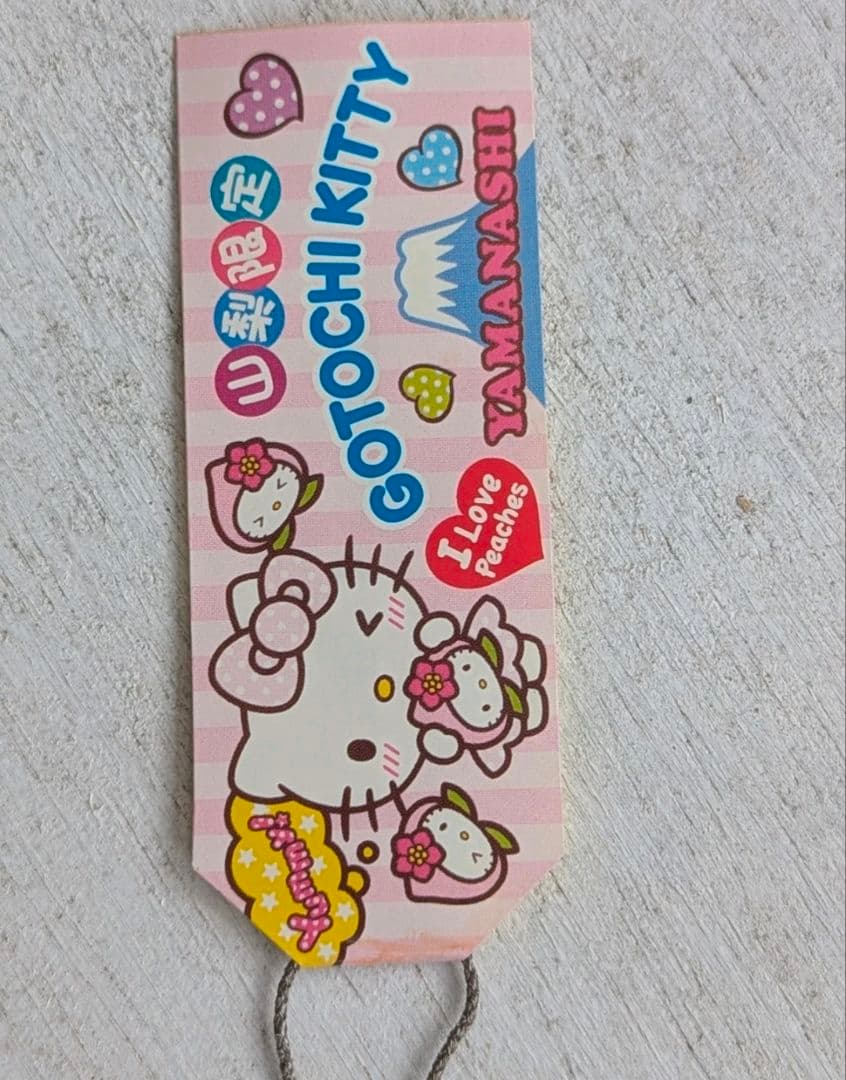 山梨限定
GOTOCHI KITTY
YAMANASHI
I Love
Peaches
Yummy!